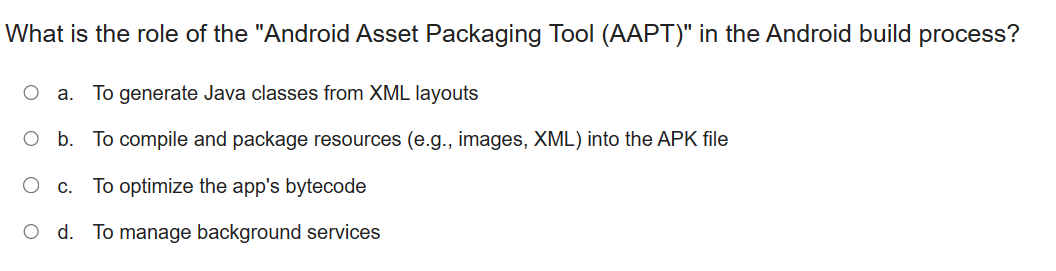 What is the role of the "Android Asset Packaging Tool (AAPT)" in the Android build process?
a. To generate Java classes from XML layouts
b. To compile and package resources (e.g., images, XML) into the APK file
c. To optimize the app's bytecode
d. To manage background services